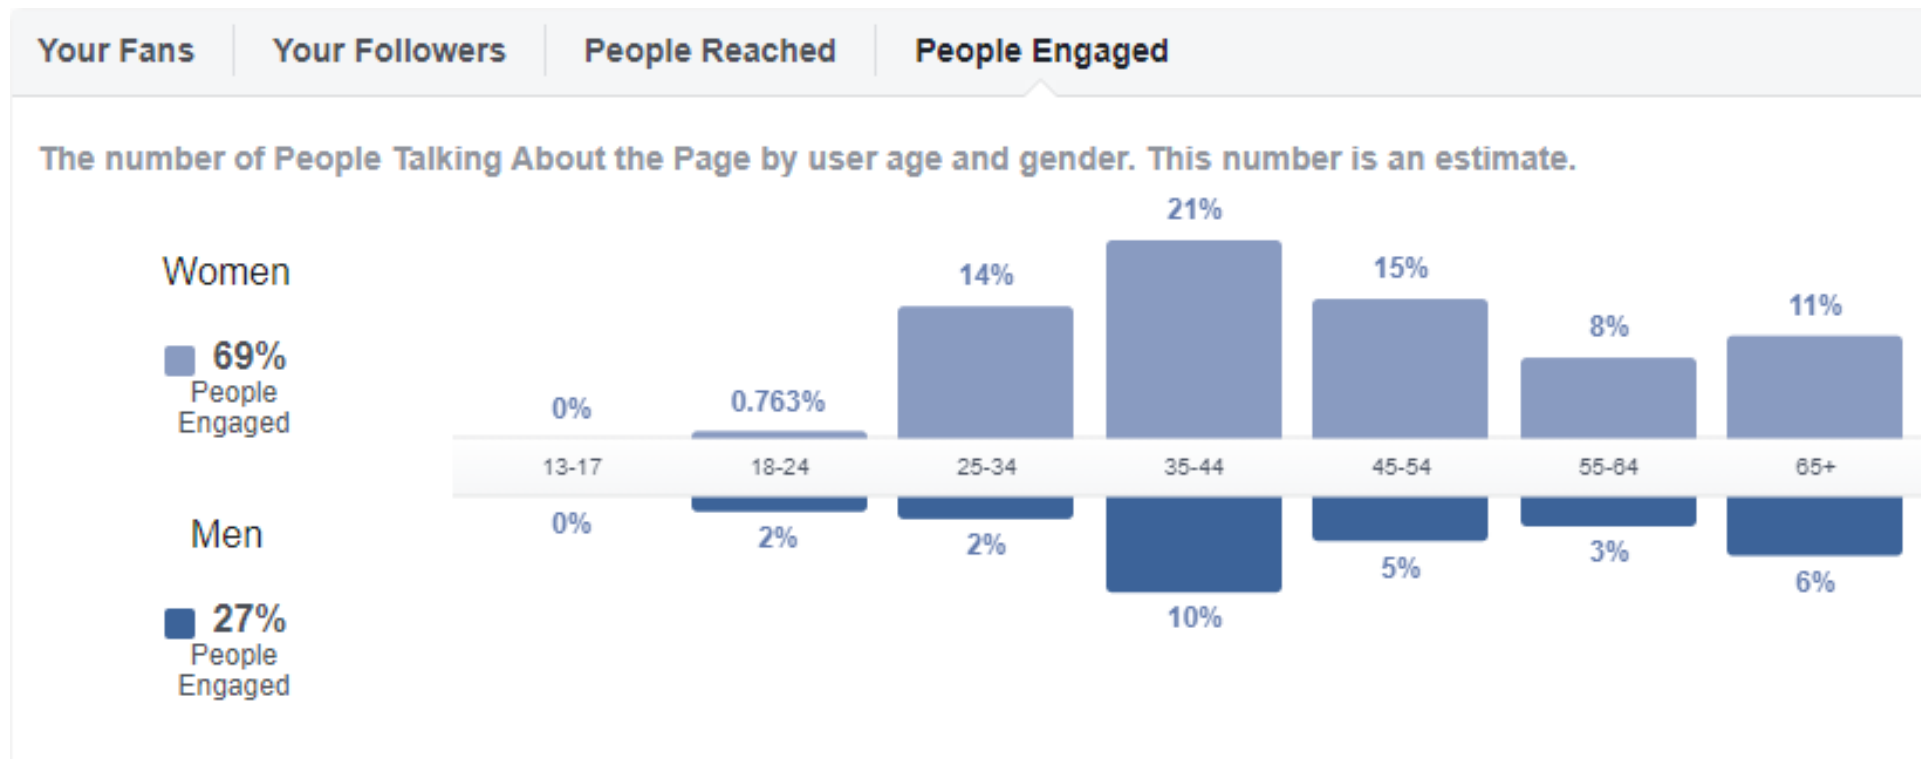 Your Fans Your Followers People Reached People Engaged
The number of People Talking About the Page by user age and gender. This number is an estimate.
Women
69%
People
Engaged
0% 0.763% 14% 21% 15% 8% 11%
13-17 18-24 25-34 35-44 45-54 55-64 65+
0% 2% 2% 10% 5% 3% 6%
Men
27%
People
Engaged